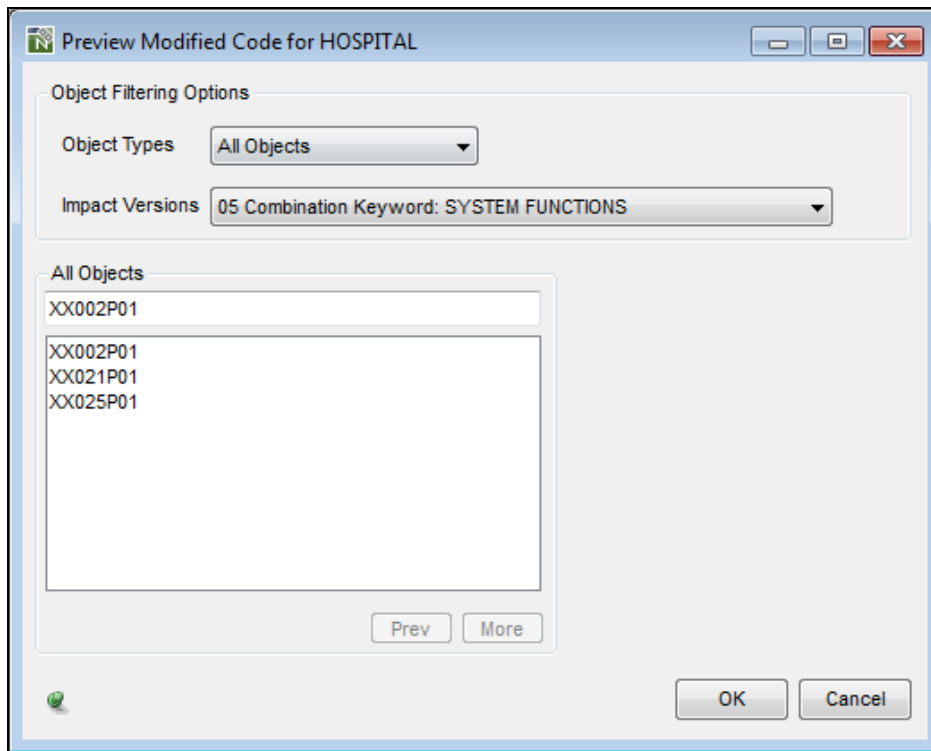 Preview Modified Code for HOSPITAL
Object Filtering Options
Object Types All Objects
Impact Versions 05 Combination Keyword: SYSTEM FUNCTIONS
All Objects
XX002P01
XX002P01
XX021P01
XX025P01
Prev More
OK Cancel